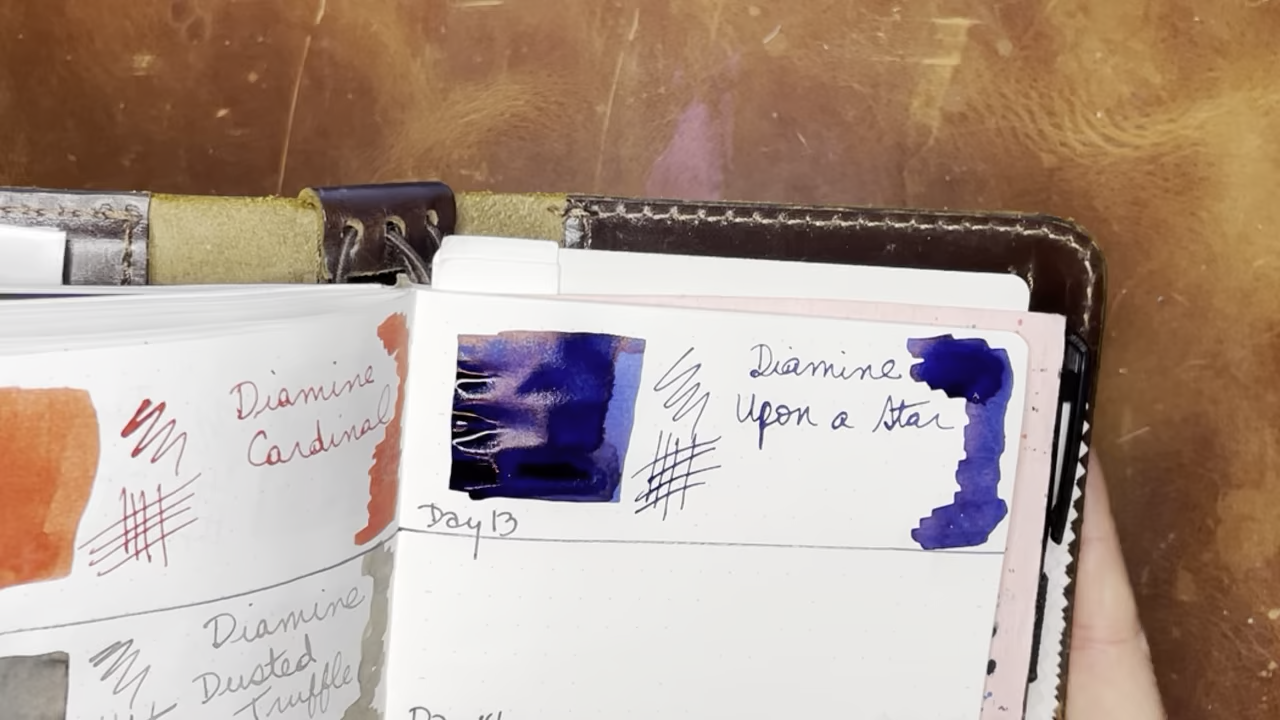 Diamine
Cardinal
Diamine
Dusted
Truffle
Diamine
Upon a Star
Day 13